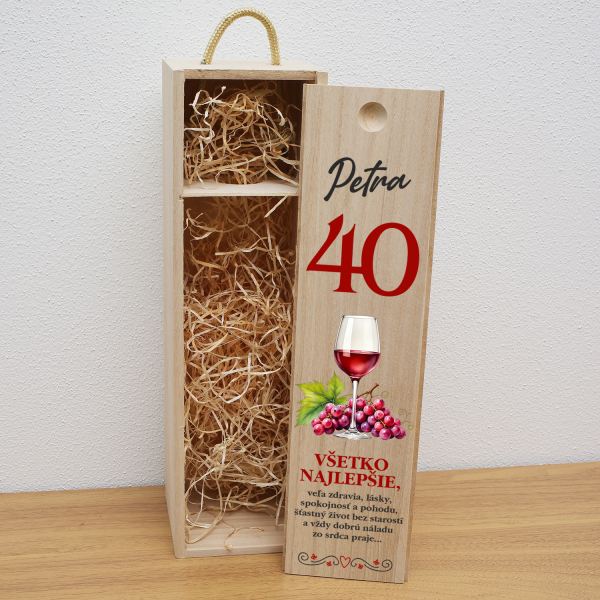 Petra
40
VŠETKO
NAJLEPŠIE,
veľa zdravia, lásky,
spokojnosť a pohodu,
šťastný život bez starostí
a vždy dobrú náladu
zo srdca praje...